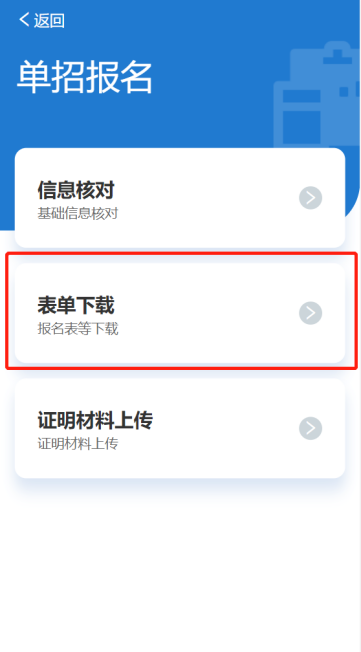 返回
单招报名
信息核对
基础信息核对
表单下载
报名表等下载
证明材料上传
证明材料上传